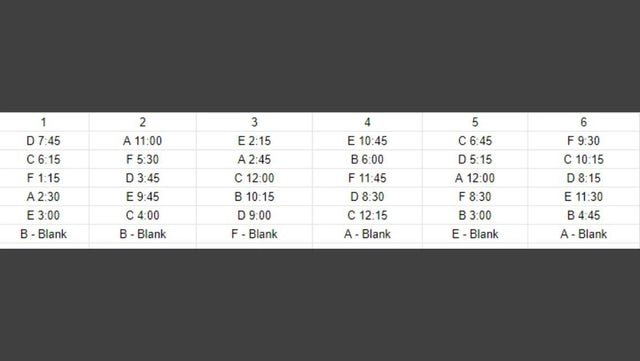 1 2 3 4 5 6
D 7:45 A 11:00 E 2:15 E 10:45 C 6:45 F 9:30
C 6:15 F 5:30 A 2:45 B 6:00 D 5:15 C 10:15
F 1:15 D 3:45 C 12:00 F 11:45 A 12:00 D 8:15
A 2:30 E 9:45 B 10:15 D 8:30 F 8:30 E 11:30
E 3:00 C 4:00 D 9:00 C 12:15 B 3:00 B 4:45
B - Blank B - Blank F - Blank A - Blank E - Blank A - Blank